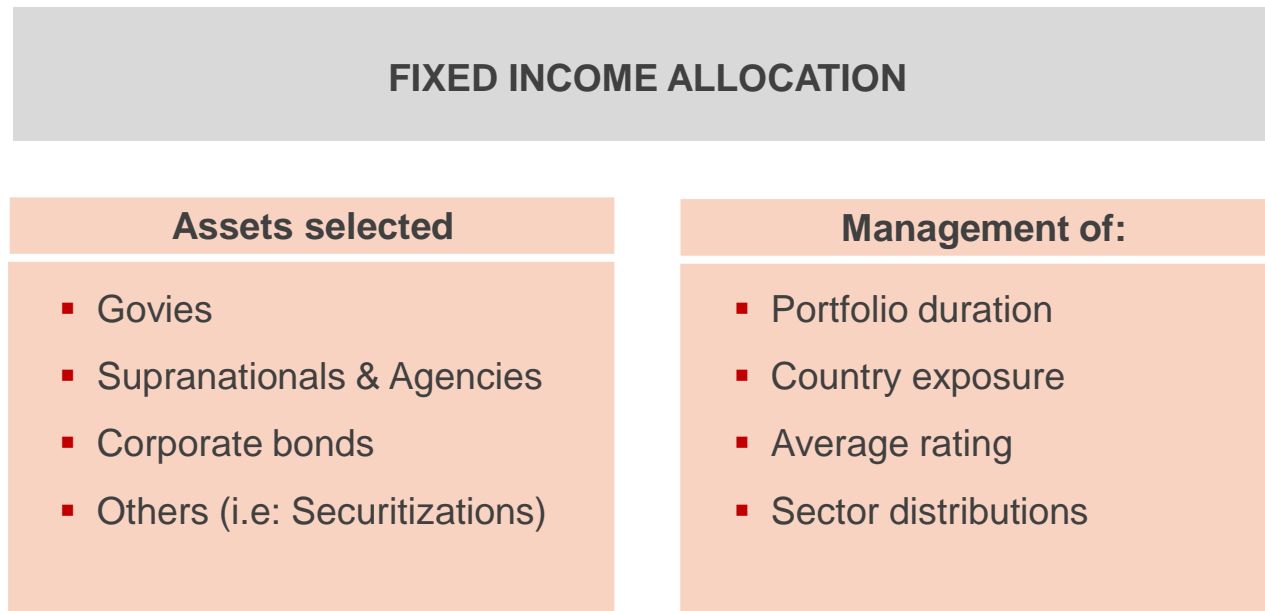 FIXED INCOME ALLOCATION
Assets selected
▪ Govies
▪ Supranationals & Agencies
▪ Corporate bonds
▪ Others (i.e: Securitizations)
Management of:
▪ Portfolio duration
▪ Country exposure
▪ Average rating
▪ Sector distributions